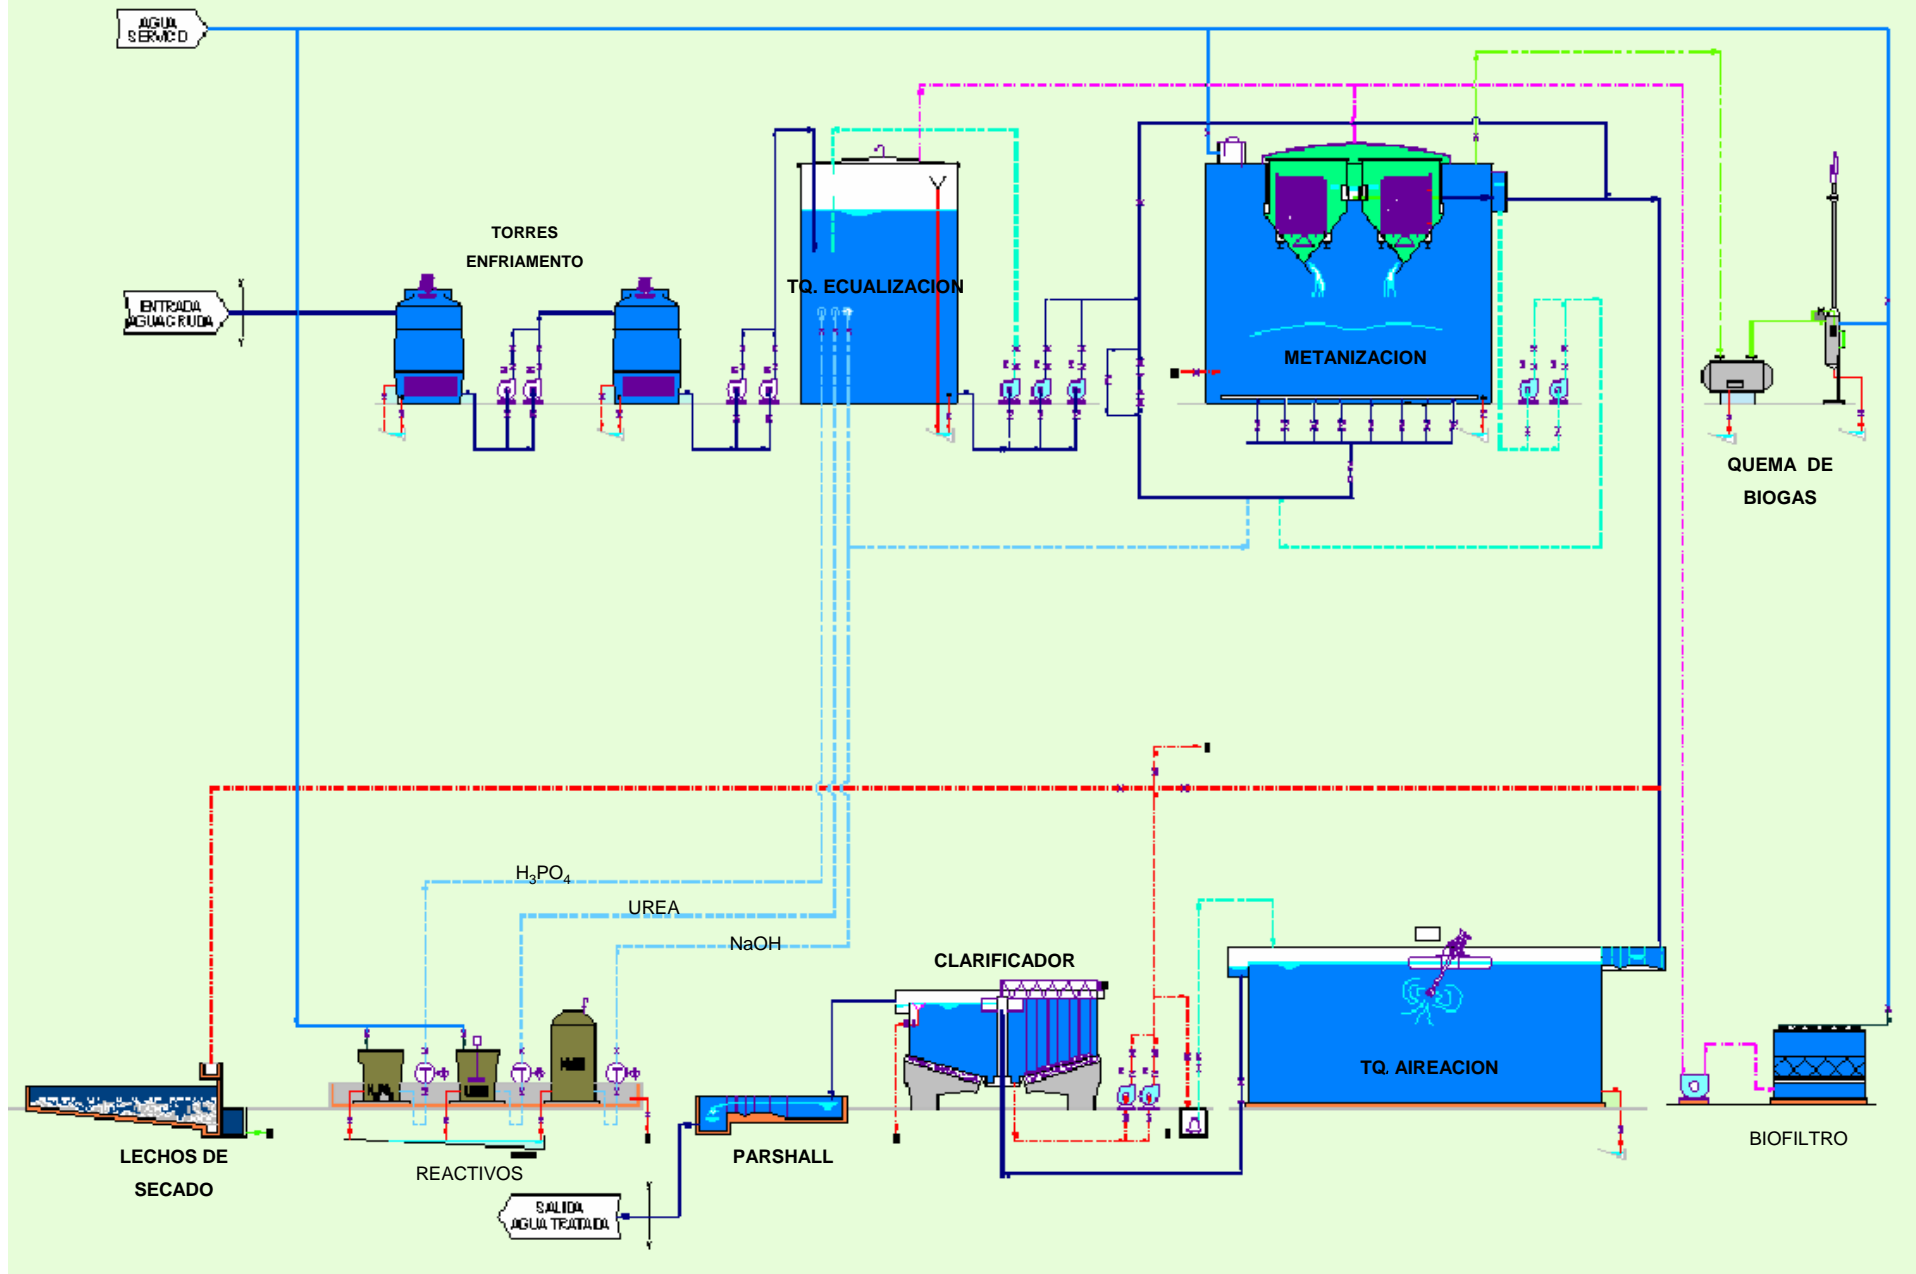 AGUA
SERVICIO
TORRES
ENFRIAMENTO
TQ. ECUALIZACION
ENTRADA
AGUA CRUDA
METANIZACION
QUEMA DE
BIOGAS
H₃PO₄
UREA
NaOH
CLARIFICADOR
TQ. AIREACION
BIOFILTRO
LECHOS DE
SECADO
REACTIVOS
PARSHALL
SALIDA
AGUA TRATADA